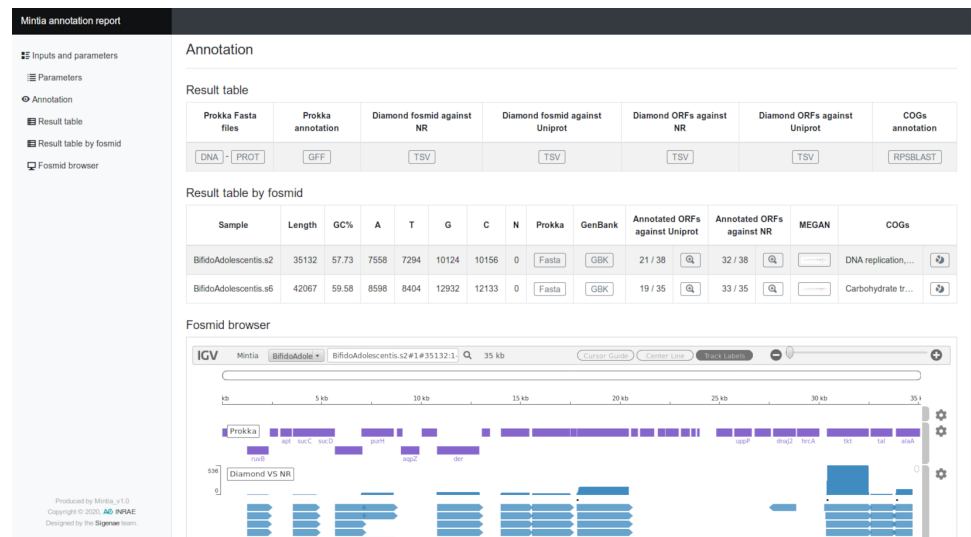 Mintia annotation report
Inputs and parameters
Parameters
Annotation
Result table
Result table by fosmid
Fosmid browser
Produced by Mintia_v1.0
Copyright © 2020, INRAE
Designed by the Sigenae team.
Annotation
Result table
Prokka Fasta files
Prokka annotation
Diamond fosmid against NR
Diamond fosmid against Uniprot
Diamond ORFs against NR
Diamond ORFs against Uniprot
COGs annotation
DNA - PROT GFF TSV TSV TSV TSV RPSBLAST
Result table by fosmid
Sample Length GC% A T G C N Prokka GenBank Annotated ORFs against Uniprot Annotated ORFs against NR MEGAN COGs
BifidoAdolescentis.s2 35132 57.73 7558 7294 10124 10156 0 Fasta GBK 21 / 38 32 / 38 DNA replication,...
BifidoAdolescentis.s6 42067 59.58 8598 8404 12932 12133 0 Fasta GBK 19 / 35 33 / 35 Carbohydrate tr...
Fosmid browser
IGV Mintia BifidoAdole BifidoAdolescentis.s2#1#35132:1- 35 kb Cursor Guide Center Line Track Labels
kb 5 kb 10 kb 15 kb 20 kb 25 kb 30 kb 35
Prokka
apt sucC sucD purH uppP dnaJ2 hrcA tkt tal alaA
ruvB aqpZ der
536 Diamond VS NR
0